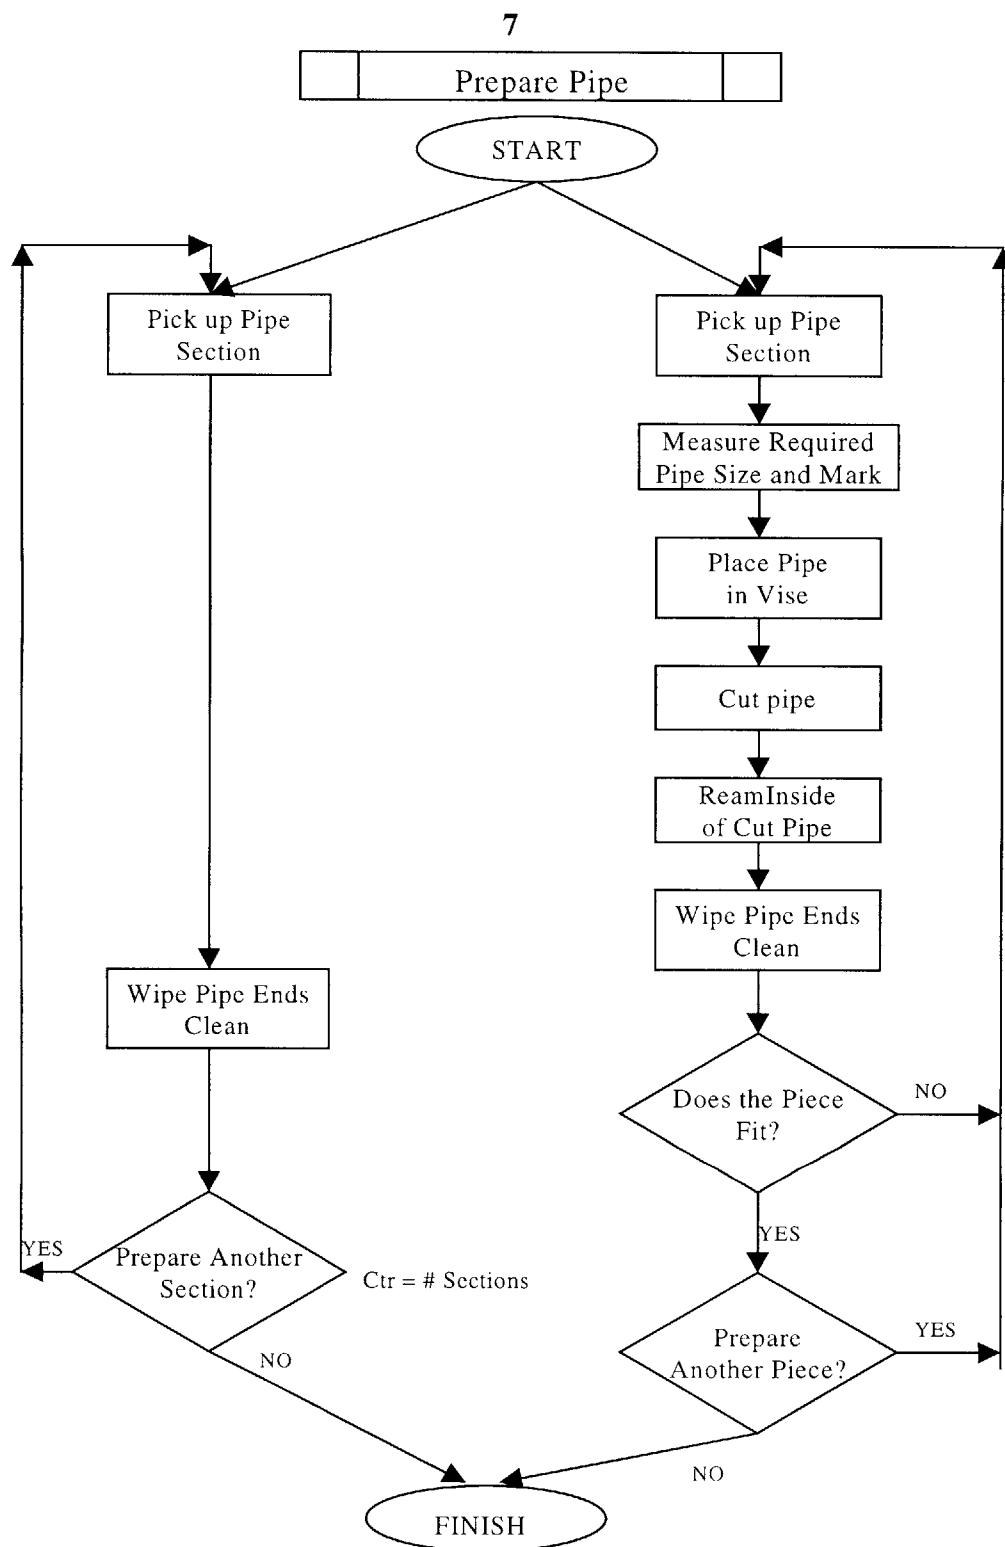 7
Prepare Pipe
START
Pick up Pipe
Section
Pick up Pipe
Section
Measure Required
Pipe Size and Mark
Place Pipe
in Vise
Cut pipe
ReamInside
of Cut Pipe
Wipe Pipe Ends
Clean
Wipe Pipe Ends
Clean
Does the Piece
Fit?
NO
YES
YES
Prepare Another
Section?
Ctr = # Sections
Prepare
Another Piece?
YES
NO
NO
FINISH